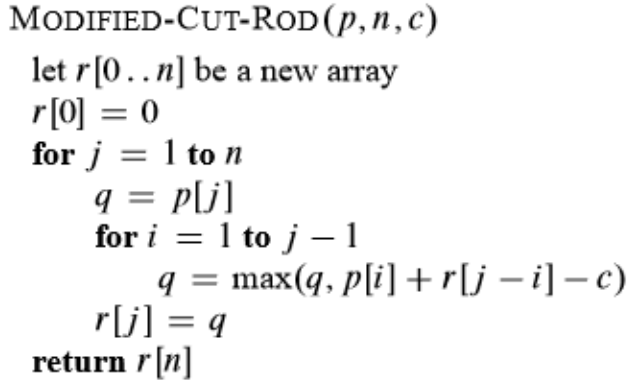 MODIFIED-CUT-ROD(p, n, c)
let r[0..n] be a new array
r[0] = 0
for j = 1 to n
q = p[j]
for i = 1 to j − 1
q = max(q, p[i] + r[j − i] − c)
r[j] = q
return r[n]